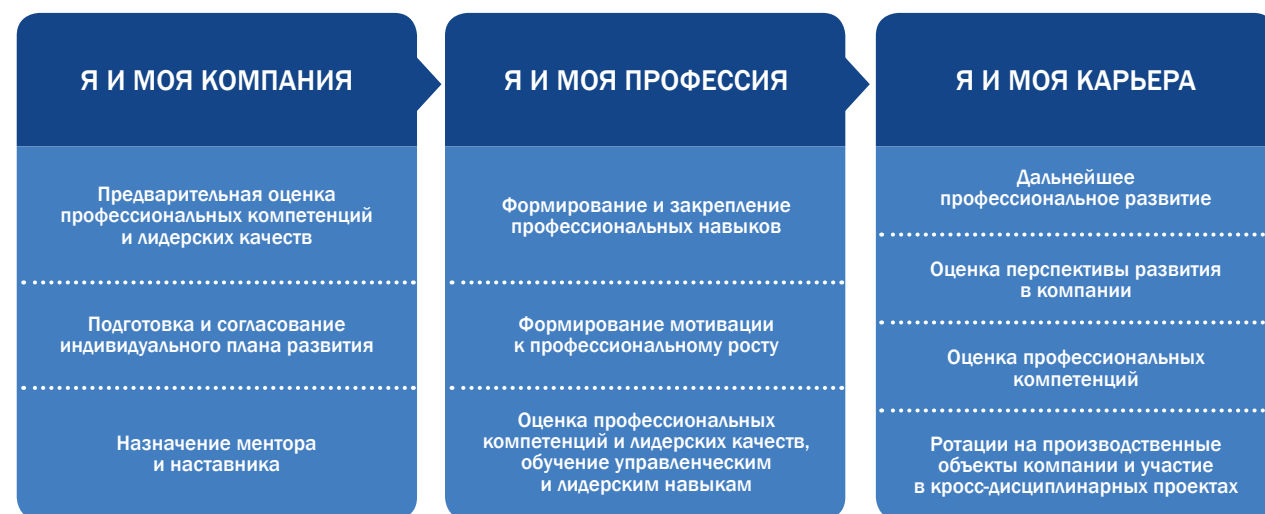 Я И МОЯ КОМПАНИЯ
Предварительная оценка
профессиональных компетенций
и лидерских качеств
Подготовка и согласование
индивидуального плана развития
Назначение ментора
и наставника
Я И МОЯ ПРОФЕССИЯ
Формирование и закрепление
профессиональных навыков
Формирование мотивации
к профессиональному росту
Оценка профессиональных
компетенций и лидерских качеств,
обучение управленческим
и лидерским навыкам
Я И МОЯ КАРЬЕРА
Дальнейшее
профессиональное развитие
Оценка перспективы развития
в компании
Оценка профессиональных
компетенций
Ротации на производственные
объекты компании и участие
в кросс-дисциплинарных проектах